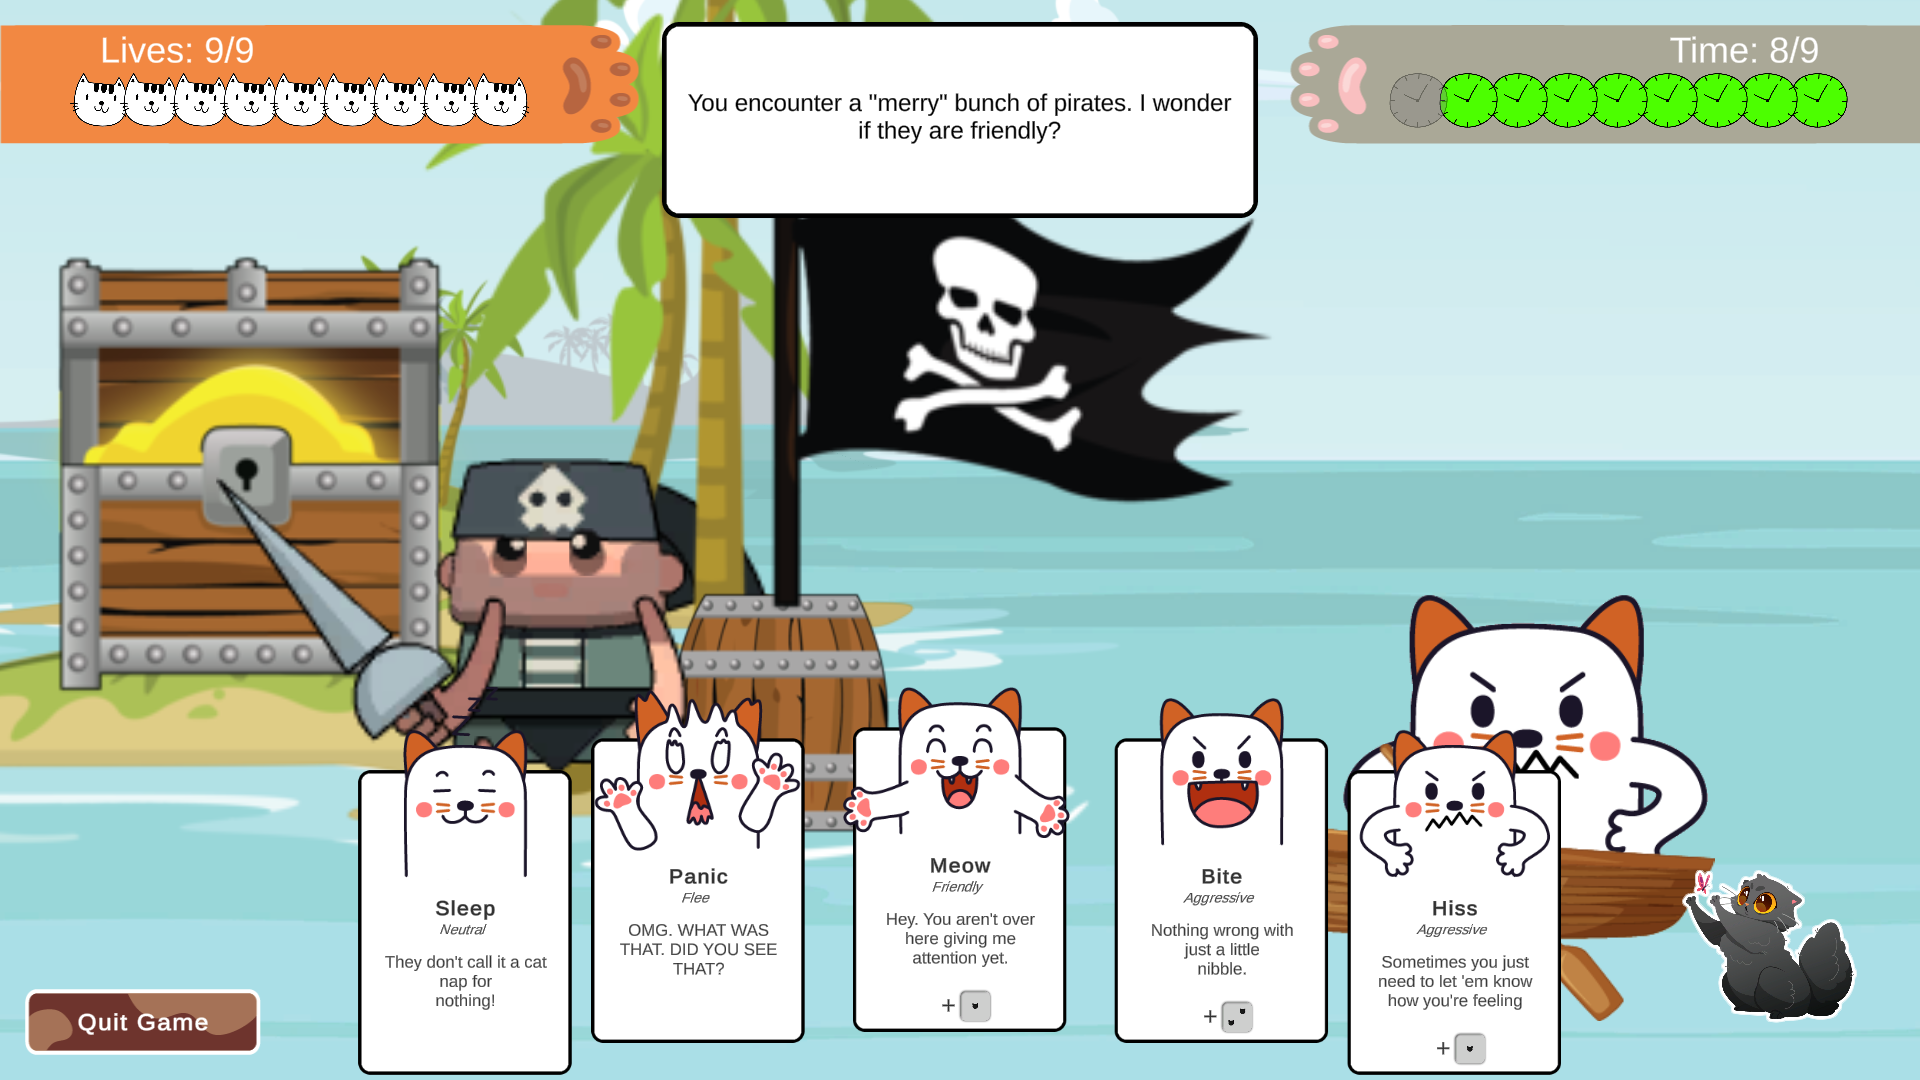 Lives: 9/9
You encounter a "merry" bunch of pirates. I wonder
if they are friendly?
Time: 8/9
Sleep
Neutral
They don't call it a cat
nap for
nothing!
Panic
Flee
OMG. WHAT WAS
THAT. DID YOU SEE
THAT?
Meow
Friendly
Hey. You aren't over
here giving me
attention yet.
+
Bite
Aggressive
Nothing wrong with
just a little
nibble.
+
Hiss
Aggressive
Sometimes you just
need to let 'em know
how you're feeling
+
Quit Game